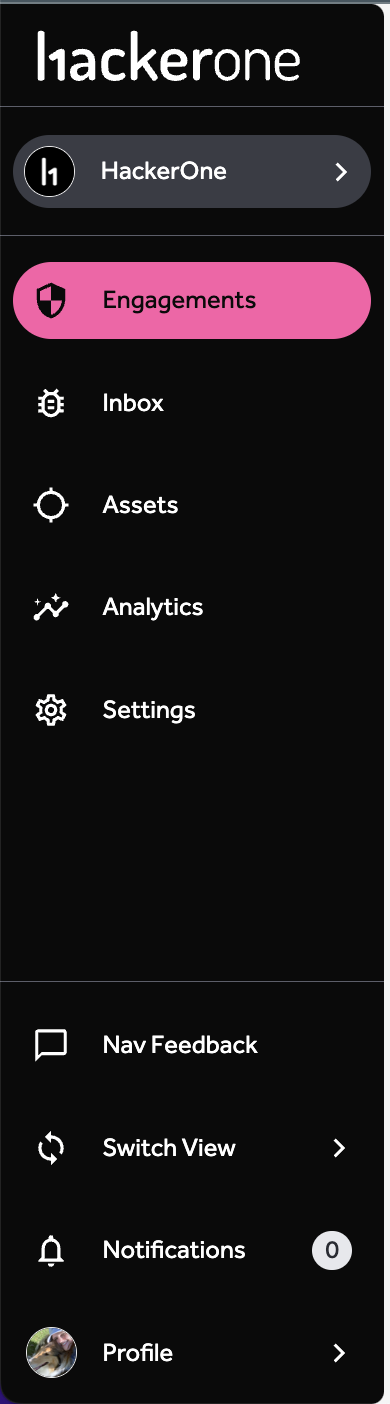 hackerone
HackerOne
Engagements
Inbox
Assets
Analytics
Settings
Nav Feedback
Switch View
Notifications 0
Profile